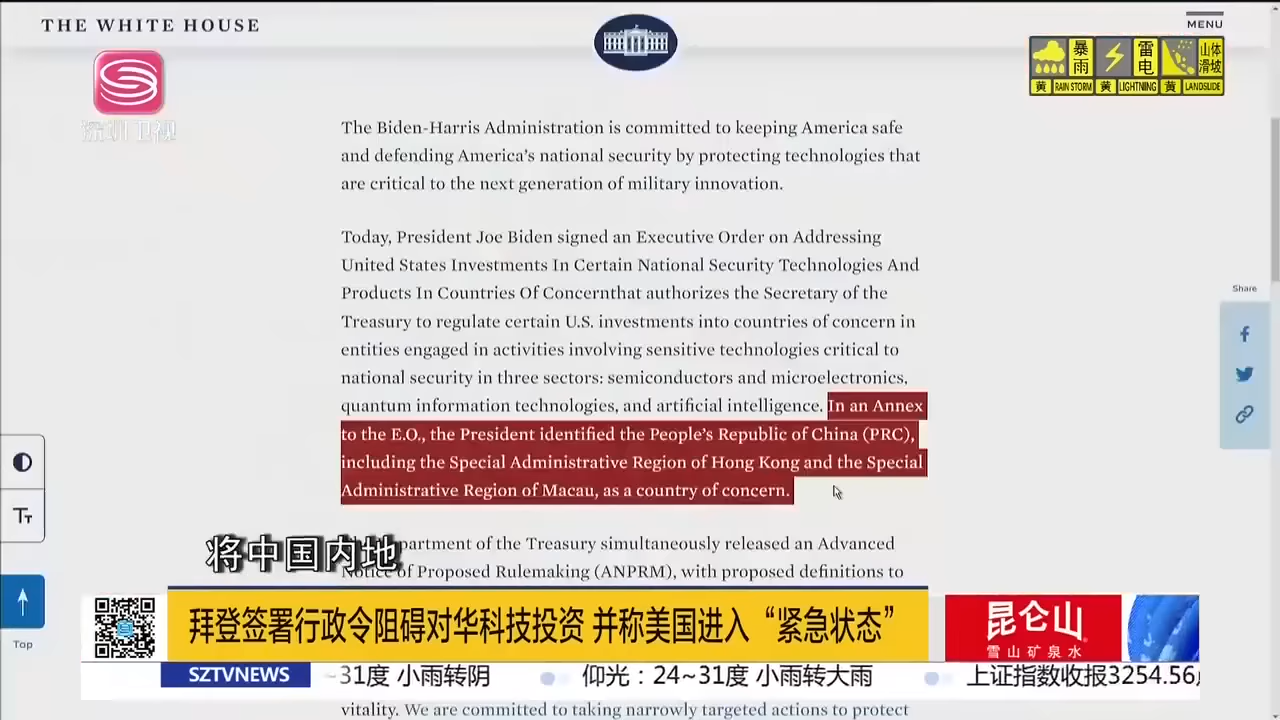 THE WHITE HOUSE
MENU
深圳卫视
暴雨
黄 RAIN STORM
雷电
黄 LIGHTNING
山体滑坡
黄 LANDSLIDE
The Biden-Harris Administration is committed to keeping America safe
and defending America's national security by protecting technologies that
are critical to the next generation of military innovation.
Today, President Joe Biden signed an Executive Order on Addressing
United States Investments In Certain National Security Technologies And
Products In Countries Of Concernthat authorizes the Secretary of the
Treasury to regulate certain U.S. investments into countries of concern in
entities engaged in activities involving sensitive technologies critical to
national security in three sectors: semiconductors and microelectronics,
quantum information technologies, and artificial intelligence. In an Annex
to the E.O., the President identified the People's Republic of China (PRC),
including the Special Administrative Region of Hong Kong and the Special
Administrative Region of Macau, as a country of concern.
Share
Tт
Top
将中国内地
partment of the Treasury simultaneously released an Advanced
Notice of Proposed Rulemaking (ANPRM), with proposed definitions to
拜登签署行政令阻碍对华科技投资 并称美国进入“紧急状态”
昆仑山
雪山矿泉水
SZTVNEWS
~31度 小雨转阴
仰光：24~31度 小雨转大雨
上证指数收报3254.56
vitality. We are committed to taking narrowly targeted actions to protect